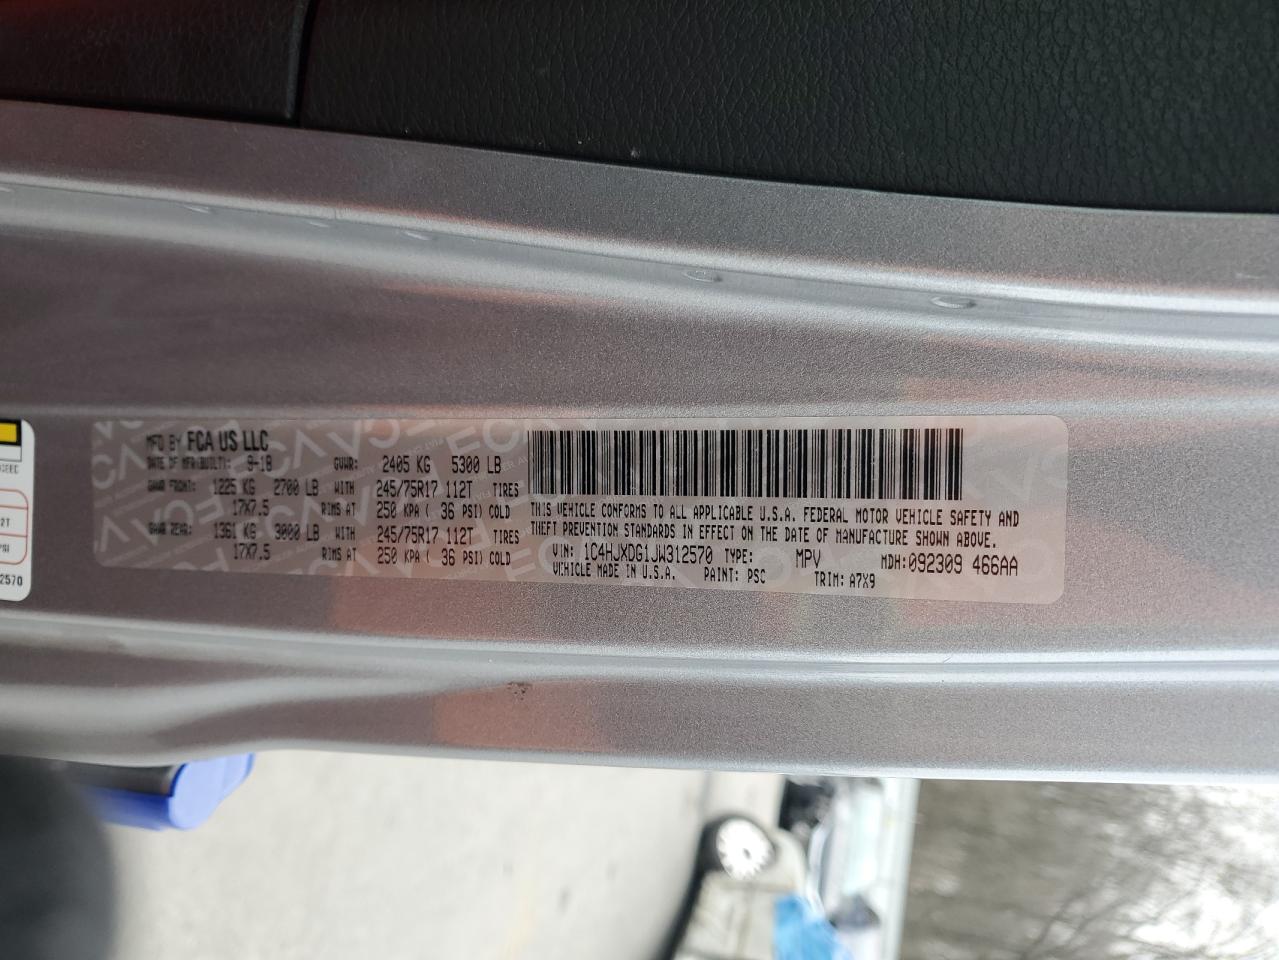 MFD BY FCA US LLC
DATE OF MFR(BUILT): 9-18 GVWR: 2405 KG 5300 LB
GAWR FRONT: 1225 KG 2700 LB WITH 245/75R17 112T TIRES
17X7.5 RIMS AT 250 KPA ( 36 PSI) COLD
GAWR REAR: 1361 KG 3000 LB WITH 245/75R17 112T TIRES
17X7.5 RIMS AT 250 KPA ( 36 PSI) COLD
THIS VEHICLE CONFORMS TO ALL APPLICABLE U.S.A. FEDERAL MOTOR VEHICLE SAFETY AND
THEFT PREVENTION STANDARDS IN EFFECT ON THE DATE OF MANUFACTURE SHOWN ABOVE.
VIN: 1C4HJXDG1JW312570 TYPE: MPV MDH:092309 466AA
VEHICLE MADE IN U.S.A. PAINT: PSC TRIM: A7X9
2T
PSI
2570